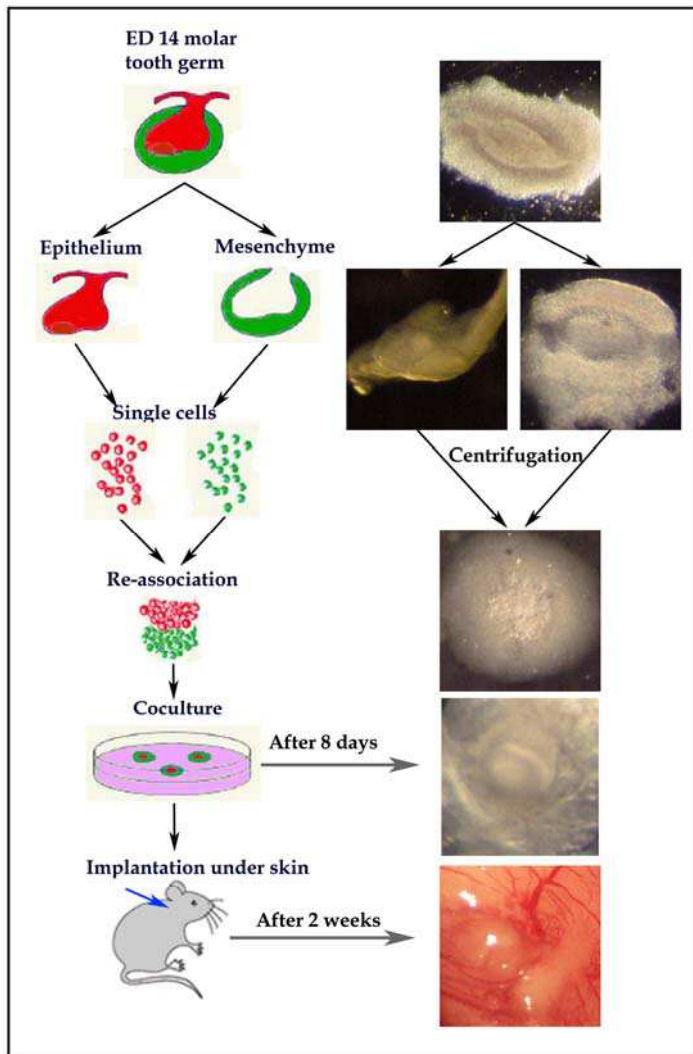 ED 14 molar
tooth germ
Epithelium
Mesenchyme
Single cells
Centrifugation
Re-association
Coculture
After 8 days
Implantation under skin
After 2 weeks